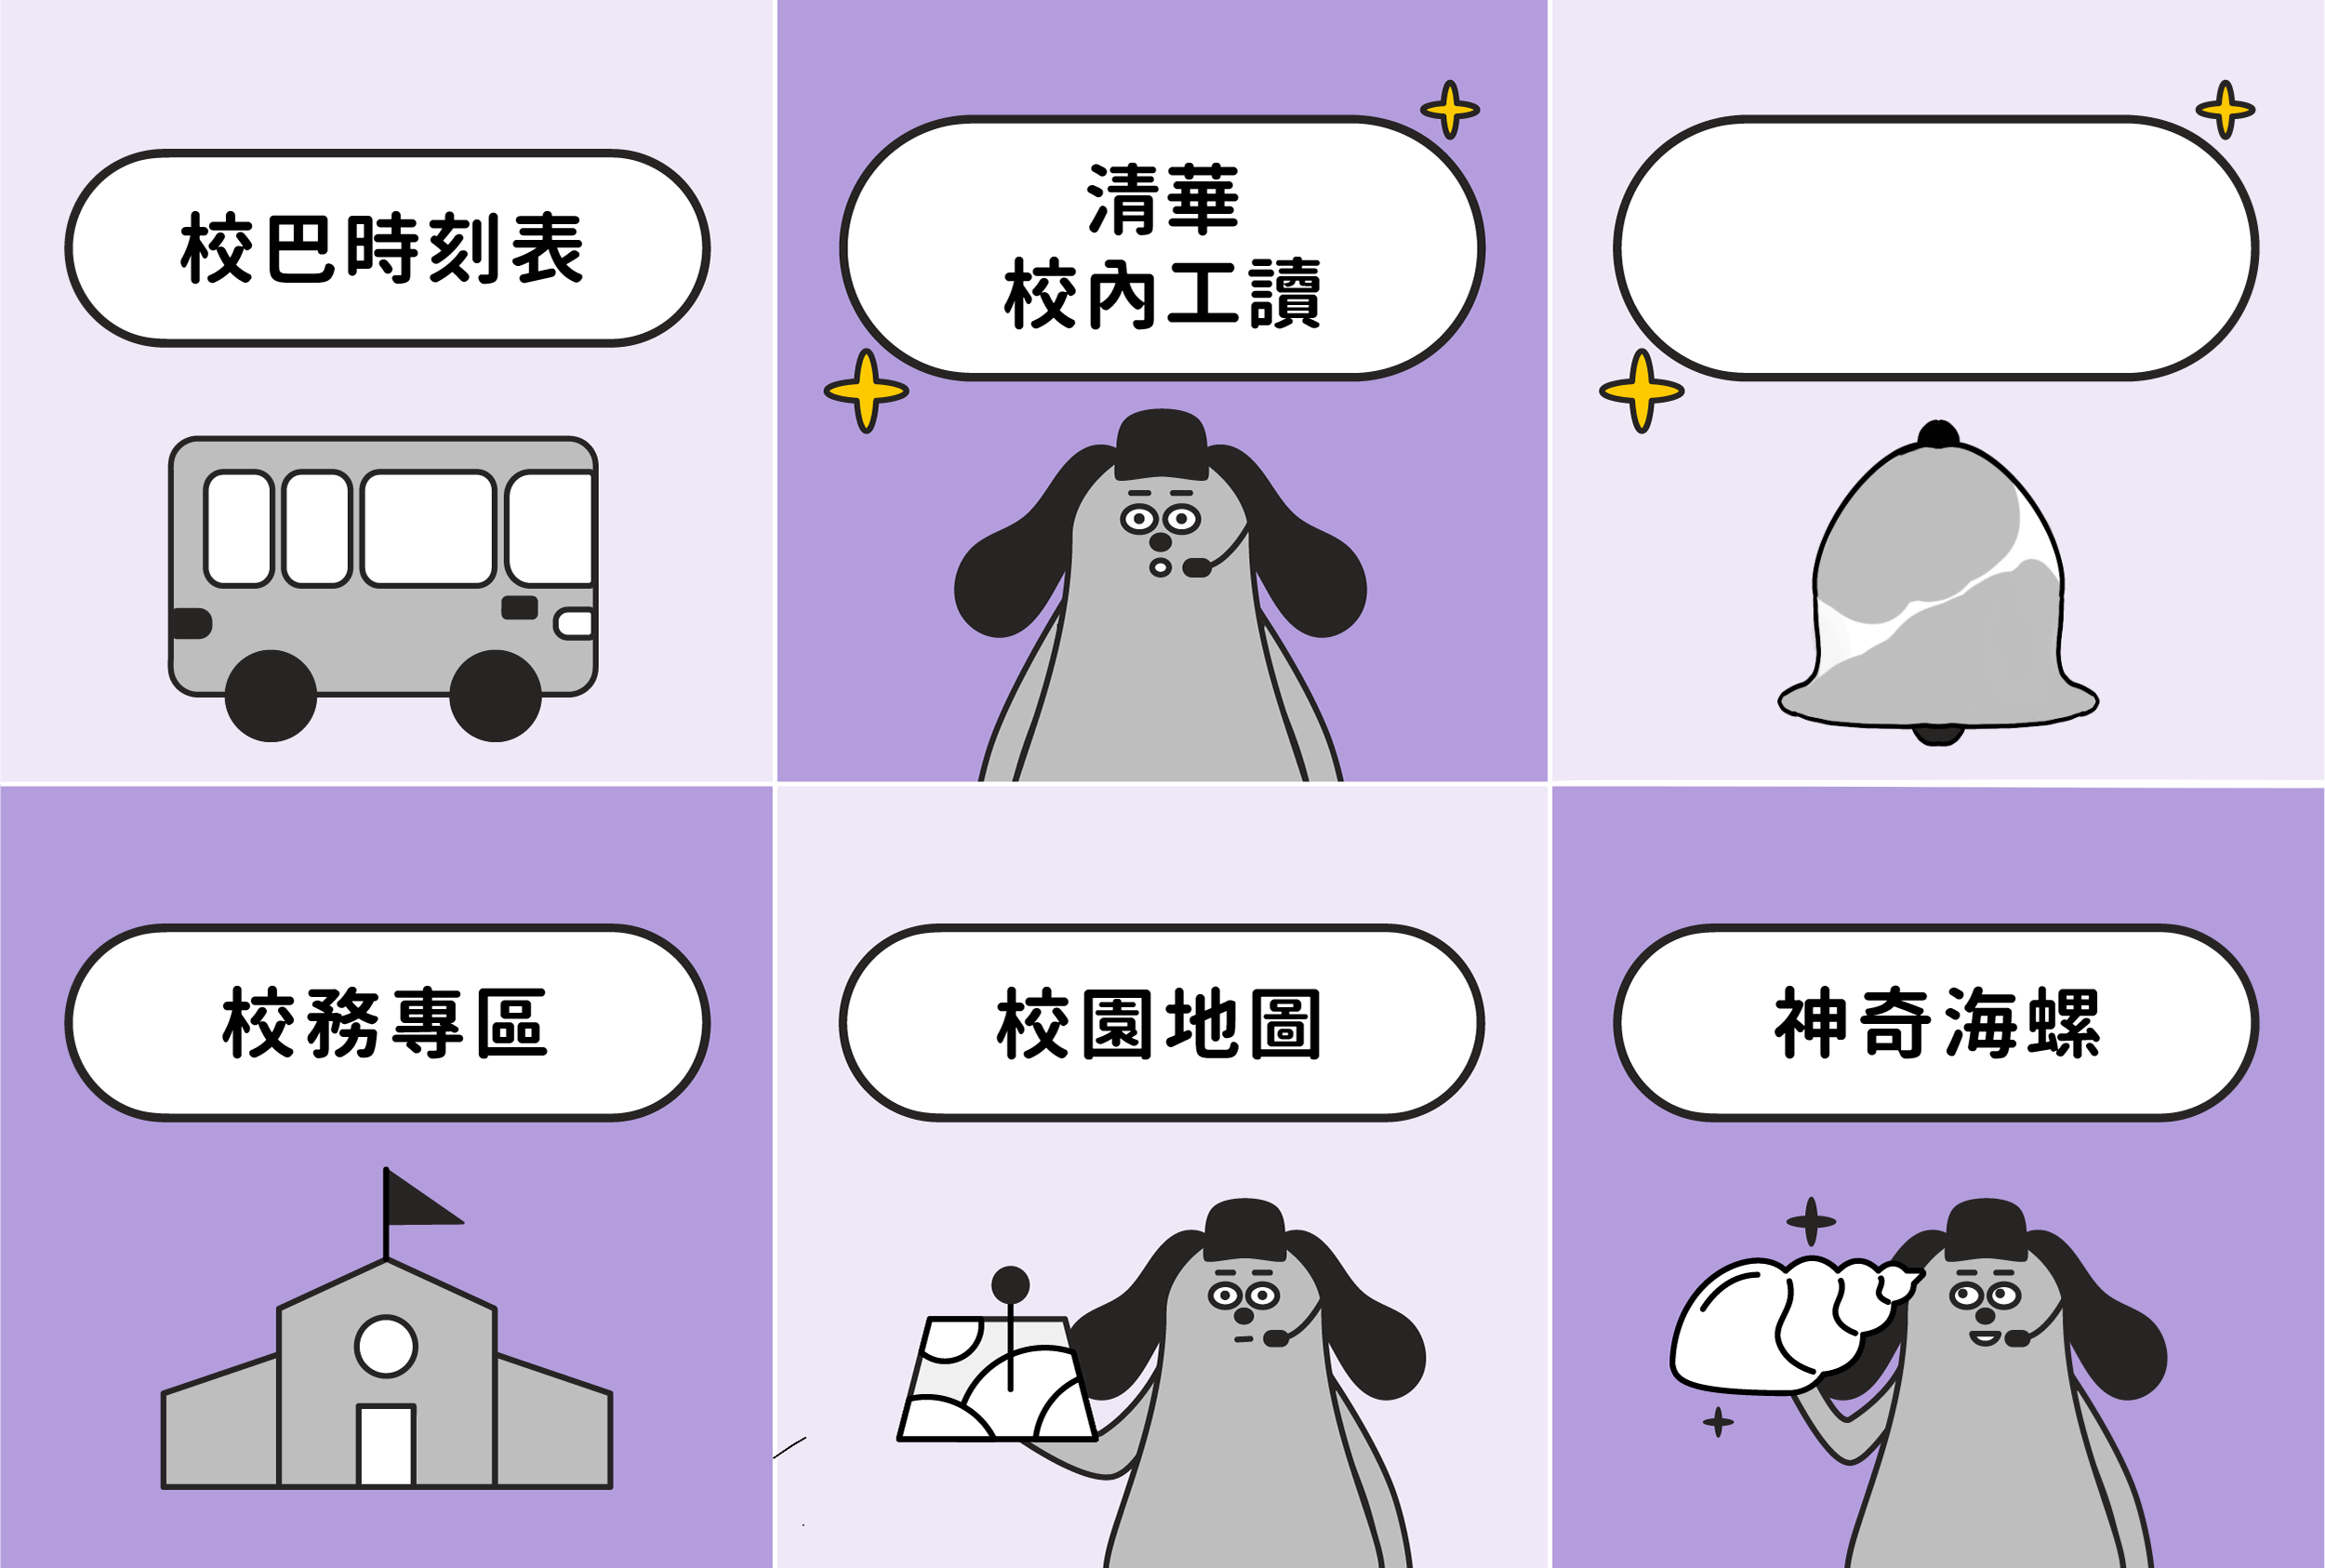 校巴時刻表
清華
校內工讀
校務專區
校園地圖
神奇海螺